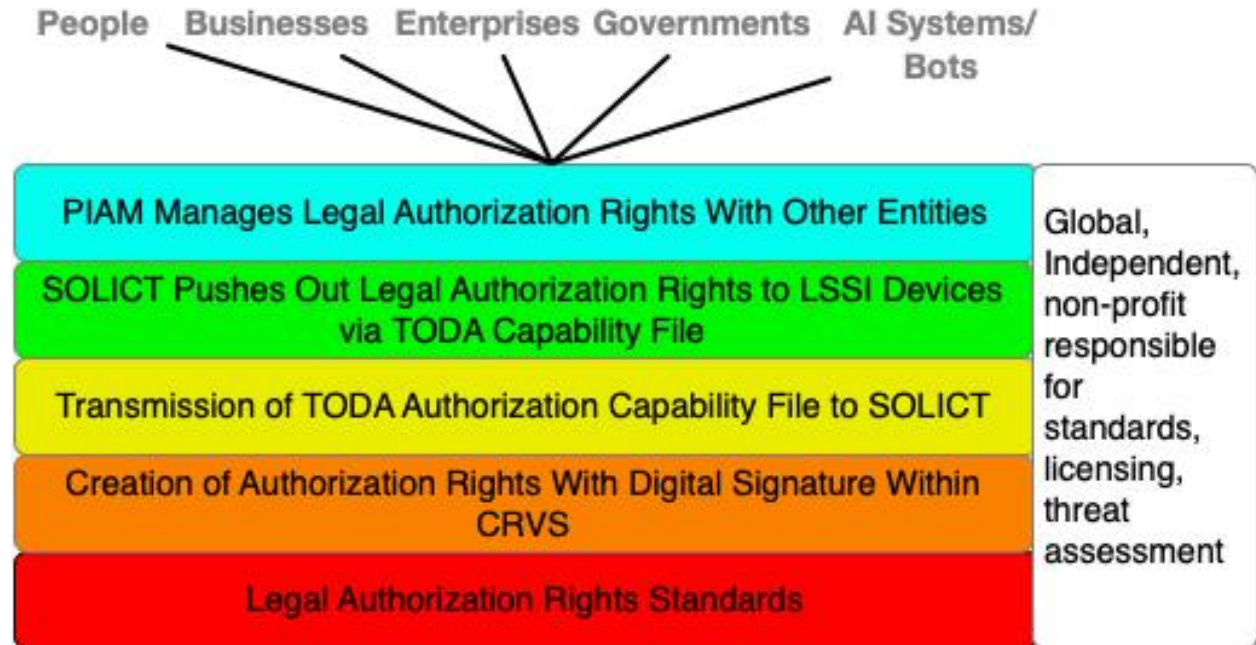 People Businesses Enterprises Governments AI Systems/
Bots
PIAM Manages Legal Authorization Rights With Other Entities
SOLICT Pushes Out Legal Authorization Rights to LSSI Devices
via TODA Capability File
Transmission of TODA Authorization Capability File to SOLICT
Creation of Authorization Rights With Digital Signature Within
CRVS
Legal Authorization Rights Standards
Global,
Independent,
non-profit
responsible
for
standards,
licensing,
threat
assessment